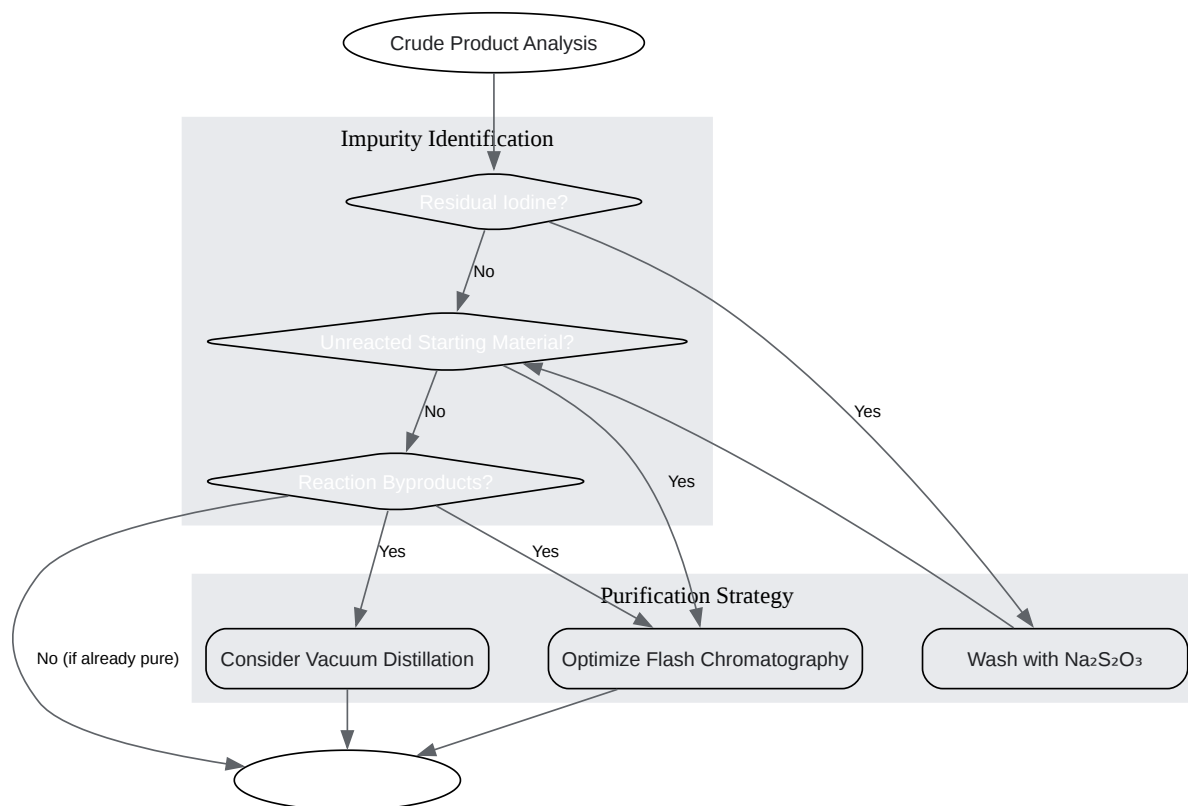 Crude Product Analysis
Impurity Identification
Residual Iodine?
No
Unreacted Starting Material?
Yes
No
Yes
Reaction Byproducts?
Yes
Yes
Purification Strategy
No (if already pure)
Consider Vacuum Distillation
Optimize Flash Chromatography
Wash with Na₂S₂O₃